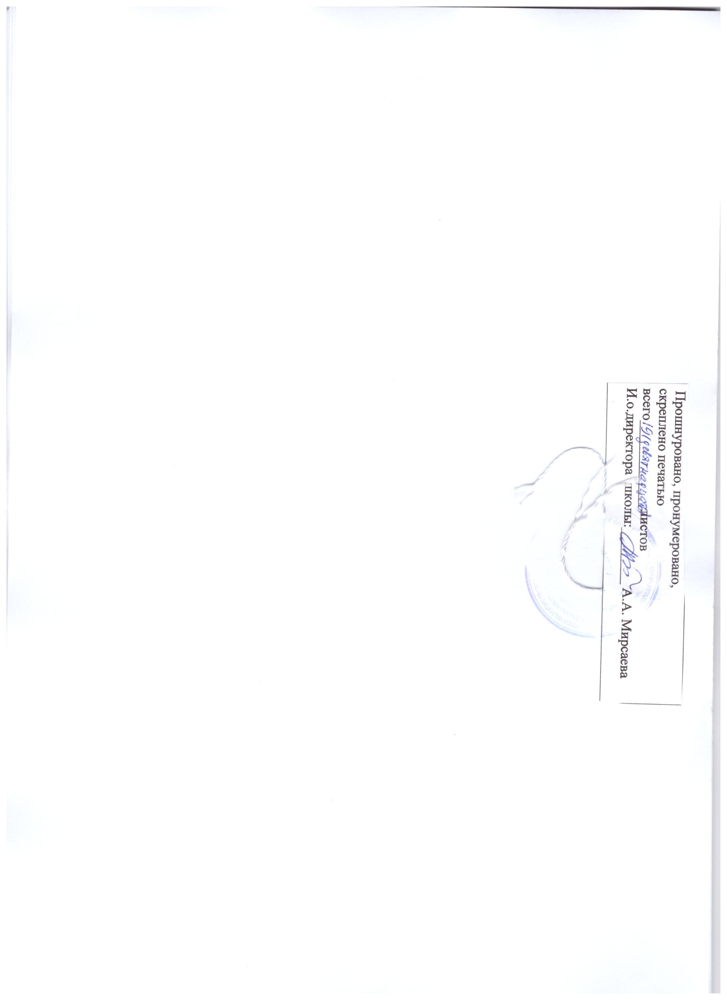 Прошнуровано, пронумеровано,
скреплено печатью
всего 19 (девятнадцать) листов
И.о.директора школы: А.А. Мирсаева